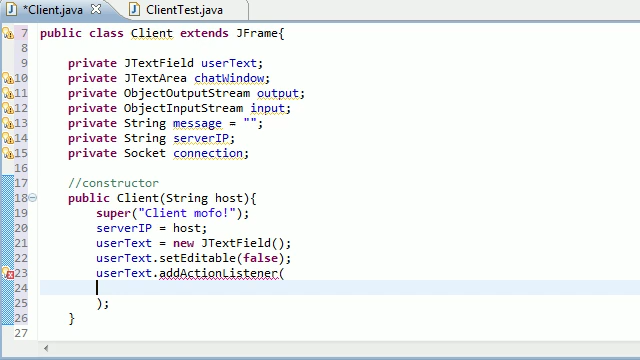 *Client.java ClientTest.java
7 public class Client extends JFrame{
8
9 private JTextField userText;
10 private JTextArea chatWindow;
11 private ObjectOutputStream output;
12 private ObjectInputStream input;
13 private String message = "";
14 private String serverIP;
15 private Socket connection;
16
17 //constructor
18 public Client(String host){
19 super("Client mofo!");
20 serverIP = host;
21 userText = new JTextField();
22 userText.setEditable(false);
23 userText.addActionListener(
24
25 );
26 }
27